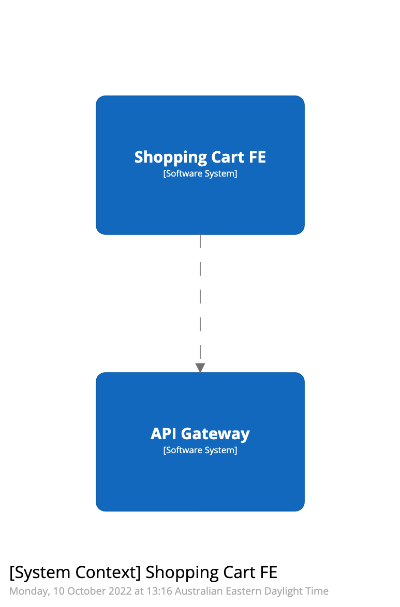 Shopping Cart FE
[Software System]
API Gateway
[Software System]
[System Context] Shopping Cart FE
Monday, 10 October 2022 at 13:16 Australian Eastern Daylight Time